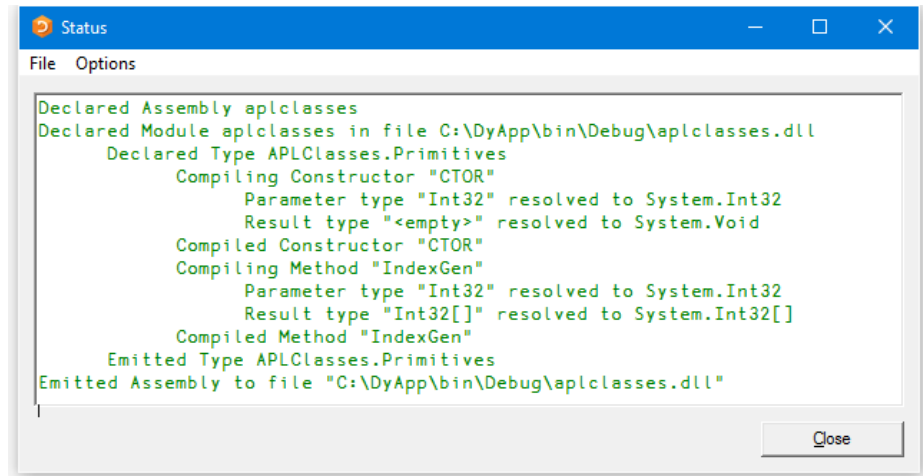 Status
File Options
Declared Assembly aplclasses
Declared Module aplclasses in file C:\DyApp\bin\Debug\aplclasses.dll
Declared Type APLClasses.Primitives
Compiling Constructor "CTOR"
Parameter type "Int32" resolved to System.Int32
Result type "<empty>" resolved to System.Void
Compiled Constructor "CTOR"
Compiling Method "IndexGen"
Parameter type "Int32" resolved to System.Int32
Result type "Int32[]" resolved to System.Int32[]
Compiled Method "IndexGen"
Emitted Type APLClasses.Primitives
Emitted Assembly to file "C:\DyApp\bin\Debug\aplclasses.dll"
Close